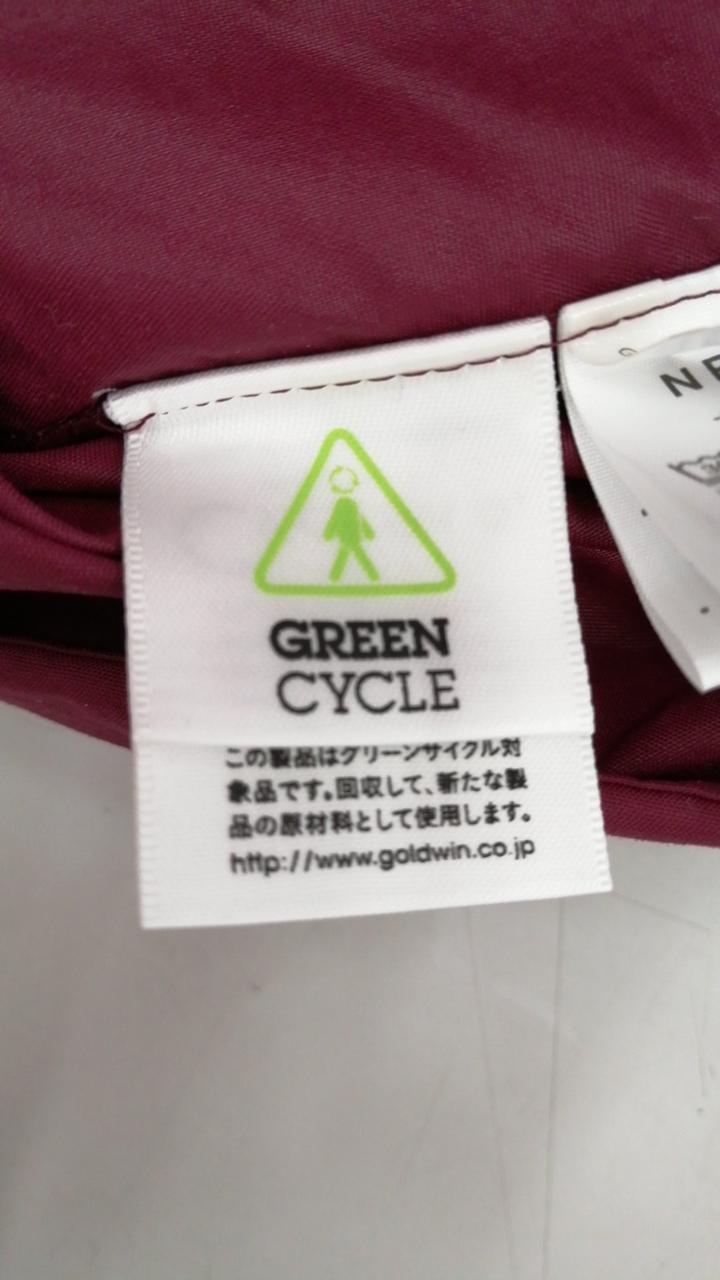 GREEN
CYCLE
この製品はグリーンサイクル対
象品です。回収して、新たな製
品の原材料として使用します。
http://www.goldwin.co.jp